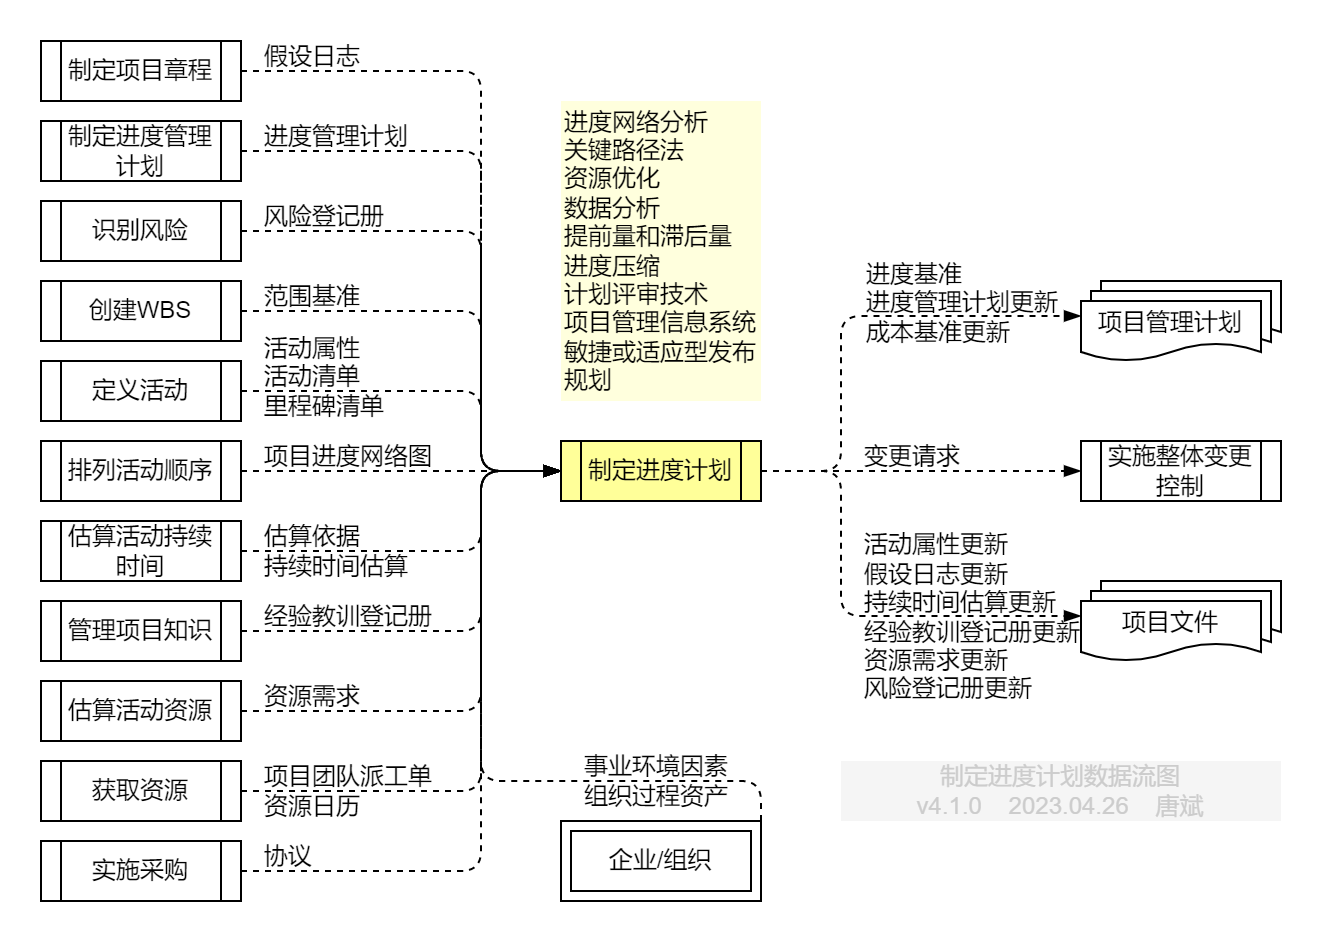 制定项目章程
假设日志
制定进度管理
计划
进度管理计划
识别风险
风险登记册
创建WBS
范围基准
定义活动
活动属性
活动清单
里程碑清单
排列活动顺序
项目进度网络图
估算活动持续
时间
估算依据
持续时间估算
管理项目知识
经验教训登记册
估算活动资源
资源需求
获取资源
项目团队派工单
资源日历
实施采购
协议
进度网络分析
关键路径法
资源优化
数据分析
提前量和滞后量
进度压缩
计划评审技术
项目管理信息系统
敏捷或适应型发布
规划
制定进度计划
事业环境因素
组织过程资产
企业/组织
进度基准
进度管理计划更新
成本基准更新
项目管理计划
变更请求
实施整体变更
控制
活动属性更新
假设日志更新
持续时间估算更新
经验教训登记册更新
资源需求更新
风险登记册更新
项目文件
制定进度计划数据流图
v4.1.0 2023.04.26 唐斌